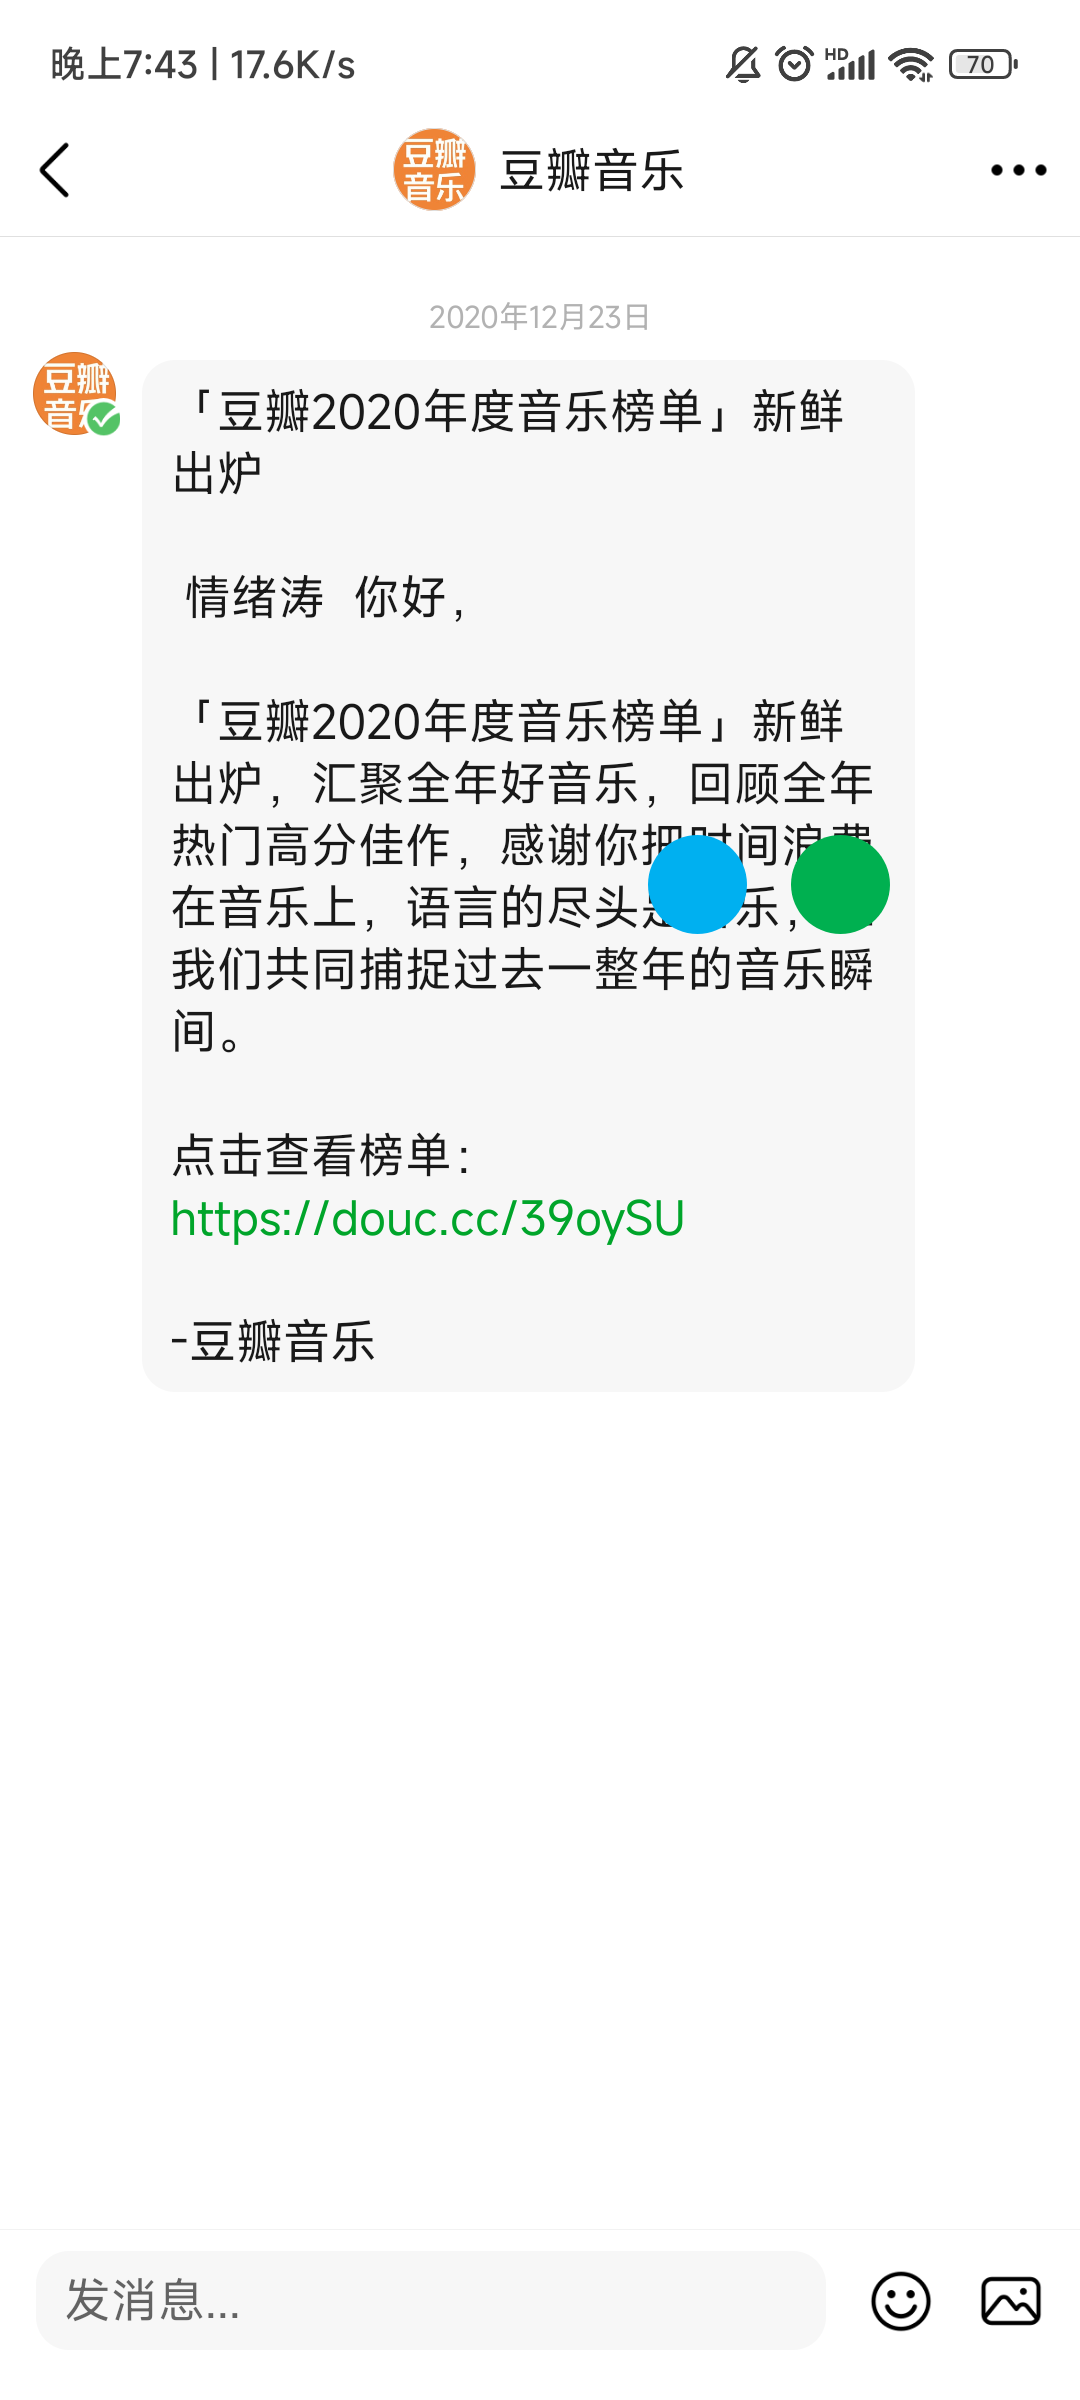 晚上7:43 | 17.6K/s
HD
70
豆瓣
音乐
豆瓣音乐
2020年12月23日
豆瓣
音
「豆瓣2020年度音乐榜单」新鲜
出炉
情绪涛 你好，
「豆瓣2020年度音乐榜单」新鲜
出炉，汇聚全年好音乐，回顾全年
热门高分佳作，感谢你把时间浪费
在音乐上，语言的尽头是 乐，
我们共同捕捉过去一整年的音乐瞬
间。
点击查看榜单：
https://douc.cc/39oySU
-豆瓣音乐
发消息...